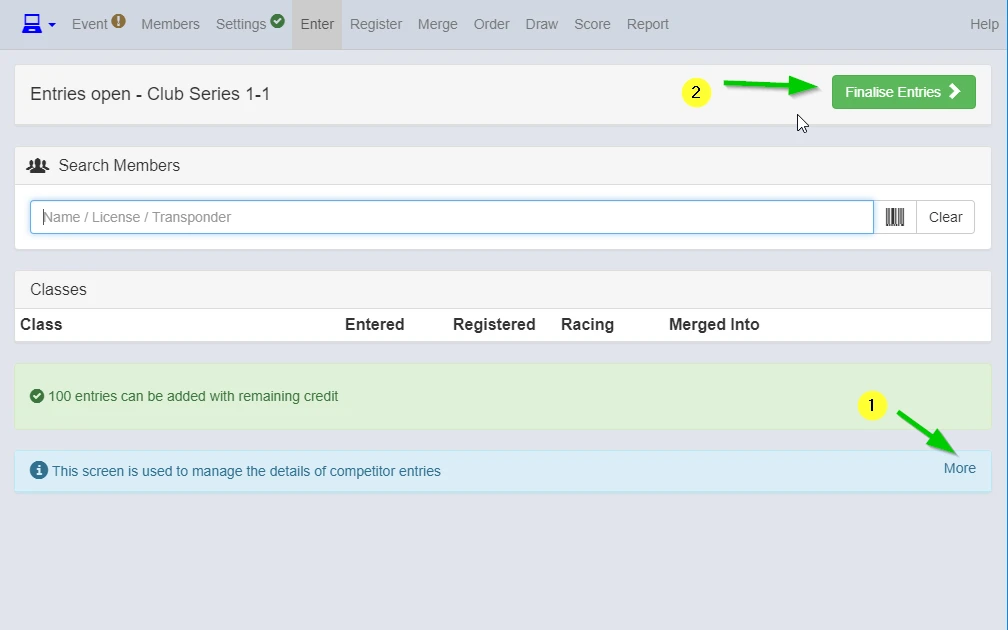 Event Members Settings Enter Register Merge Order Draw Score Report Help
Entries open - Club Series 1-1
2
Finalise Entries
Search Members
Name / License / Transponder
Clear
Classes
Class Entered Registered Racing Merged Into
100 entries can be added with remaining credit
1
This screen is used to manage the details of competitor entries
More